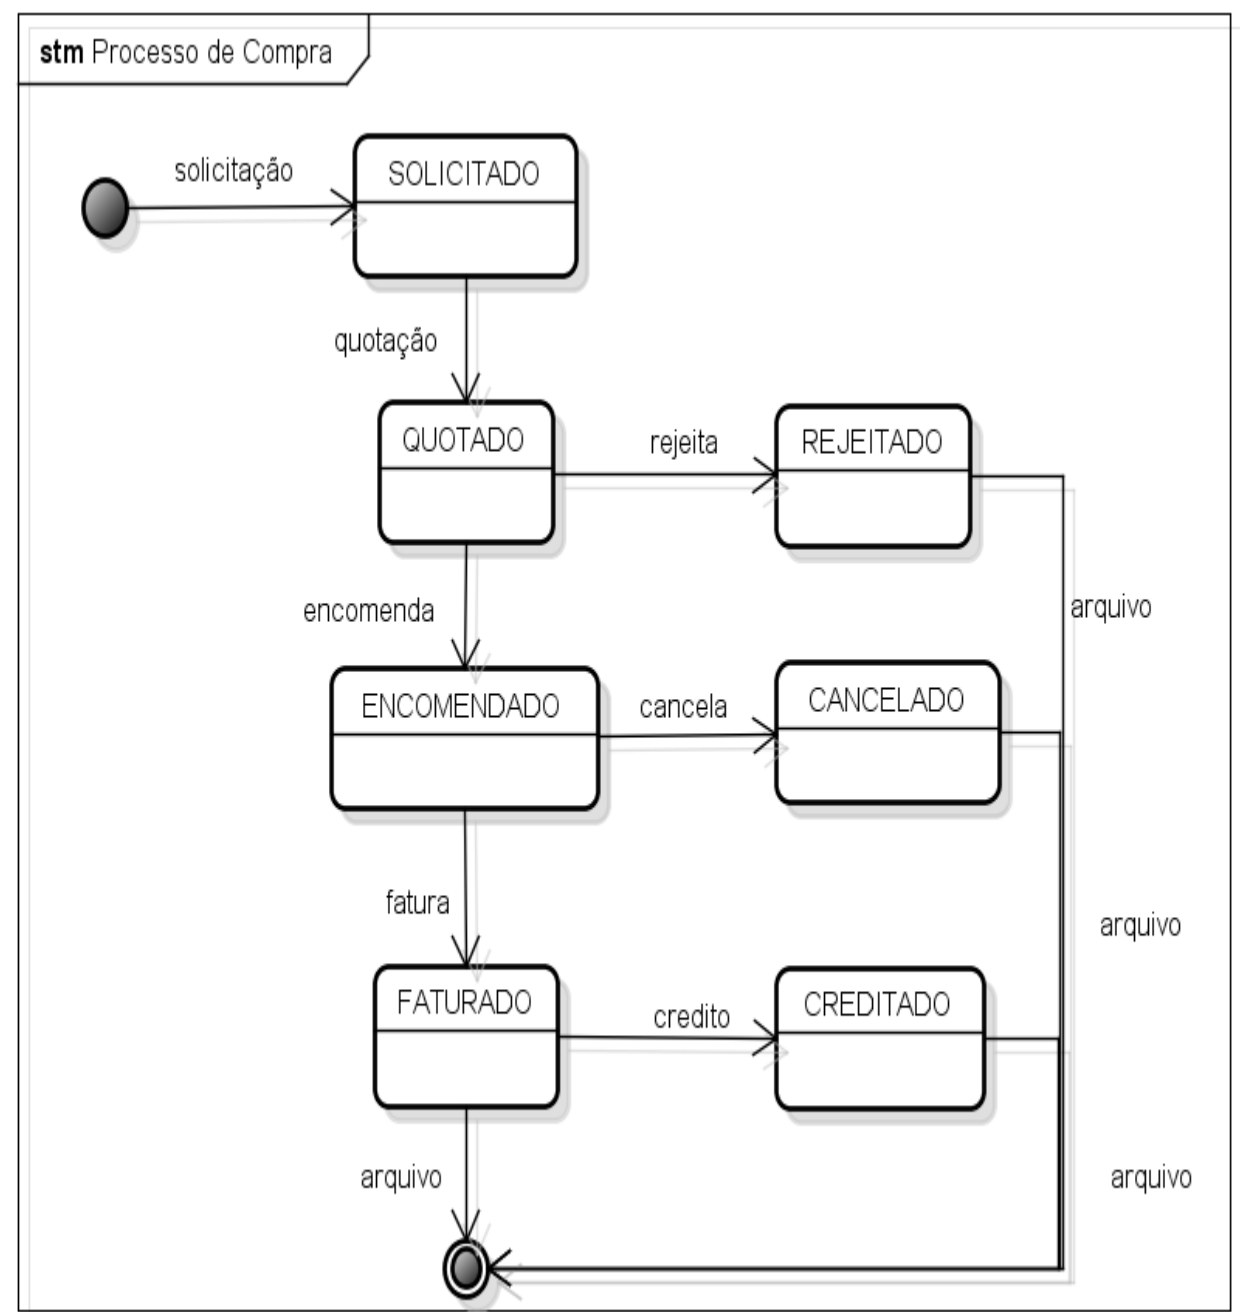 stm Processo de Compra
solicitação
SOLICITADO
quotação
QUOTADO
rejeita
REJEITADO
encomenda
arquivo
ENCOMENDADO
cancela
CANCELADO
fatura
arquivo
FATURADO
credito
CREDITADO
arquivo
arquivo